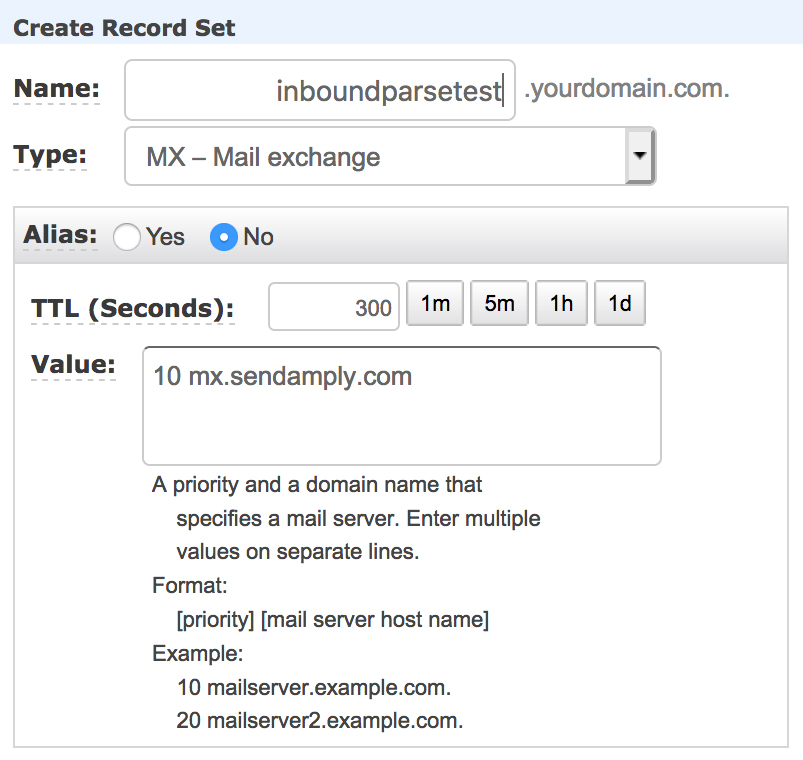 Create Record Set
Name: inboundparsetest .yourdomain.com.
Type: MX – Mail exchange
Alias: Yes No
TTL (Seconds): 300 1m 5m 1h 1d
Value: 10 mx.sendamply.com
A priority and a domain name that
specifies a mail server. Enter multiple
values on separate lines.
Format:
[priority] [mail server host name]
Example:
10 mailserver.example.com.
20 mailserver2.example.com.